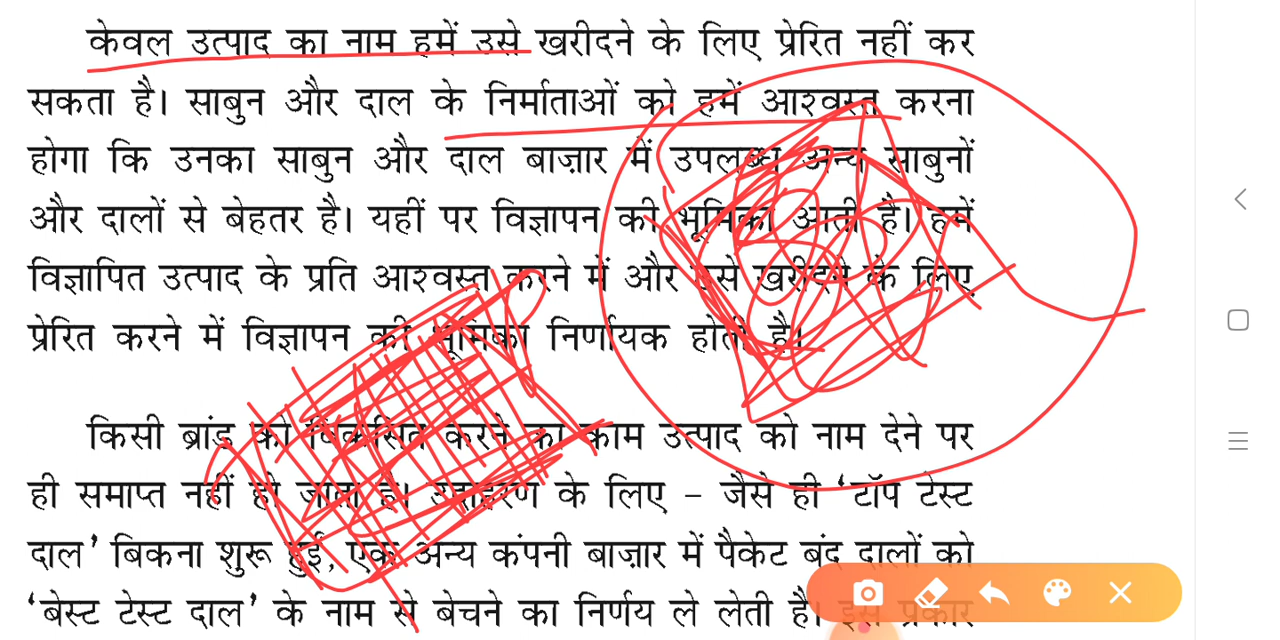 केवल उत्पाद का नाम हमें उसे खरीदने के लिए प्रेरित नहीं कर
सकता है। साबुन और दाल के निर्माताओं को हमें आश्वस्त करना
होगा कि उनका साबुन और दाल बाज़ार में उपलब्ध अन्य साबुनों
और दालों से बेहतर है। यहीं पर विज्ञापन की भूमिका आती है। हमें
विज्ञापित उत्पाद के प्रति आश्वस्त करने में और उसे खरीदने के लिए
प्रेरित करने में विज्ञापन की भूमिका निर्णायक होती है।
किसी ब्रांड को विकसित करने का काम उत्पाद को नाम देने पर
ही समाप्त नहीं हो जाता है। उदाहरण के लिए – जैसे ही ‘टॉप टेस्ट
दाल’ बिकना शुरू हुई, एक अन्य कंपनी बाज़ार में पैकेट बंद दालों को
‘बेस्ट टेस्ट दाल’ के नाम से बेचने का निर्णय ले लेती है। इस प्रकार